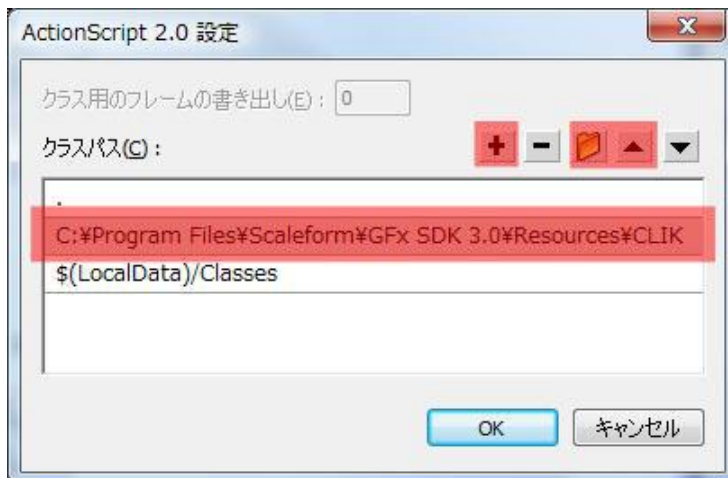 ActionScript 2.0 設定
クラス用のフレームの書き出し(E): 0
クラスパス(C):
.
C:¥Program Files¥Scaleform¥GFx SDK 3.0¥Resources¥CLIK
$(LocalData)/Classes
OK キャンセル